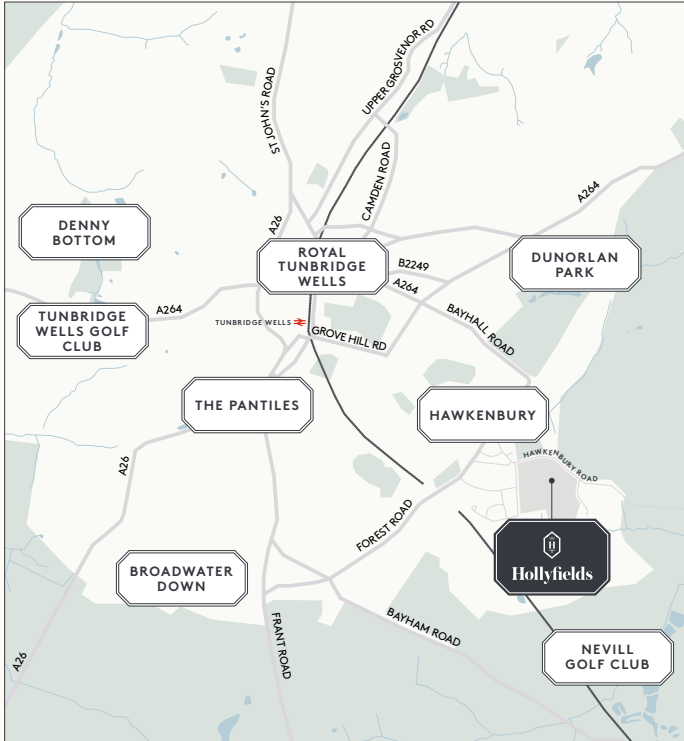 UPPER GROSVENOR RD
ST JOHN'S ROAD
CAMDEN ROAD
A264
DENNY
BOTTOM
A26
ROYAL
TUNBRIDGE
WELLS
B2249
DUNORLAN
PARK
A264
TUNBRIDGE
WELLS GOLF
CLUB
A264
TUNBRIDGE WELLS
GROVE HILL RD
BAYHALL ROAD
THE PANTILES
HAWKENBURY
A26
HAWKENBURY ROAD
FOREST ROAD
H
Hollyfields
BROADWATER
DOWN
FRANT ROAD
BAYHAM ROAD
A26
NEVILL
GOLF CLUB